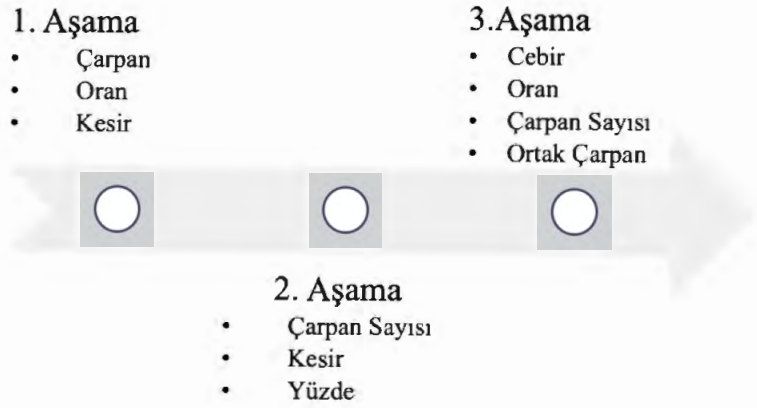 1. Aşama
• Çarpan
• Oran
• Kesir
3.Aşama
• Cebir
• Oran
• Çarpan Sayısı
• Ortak Çarpan
2. Aşama
• Çarpan Sayısı
• Kesir
• Yüzde